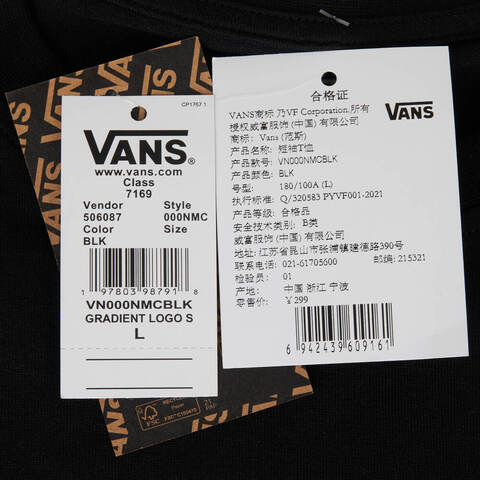 CP1767 1
VANS®
www.vans.com
Class
7169
Vendor Style
506087 000NMC
Color Size
BLK
1 97803 98791 8
VN000NMCBLK
GRADIENT LOGO S
L
合格证
VANS
VANS商标 乃VF Corporation.所有
授权威富服饰(中国)有限公司
商标: Vans (范斯)
产品名称: 短袖T恤
产品款号: VN000NMCBLK
产品颜色: BLK
号型: 180/100A (L)
执行标准: Q/320583 PYVF001-2021
产品等级: 合格品
安全技术类别: B类
威富服饰(中国)有限公司
地址:江苏省昆山市张浦镇建德路390号
联系电话: 021-61705600 邮编: 215321
检验员: 01
产地: 中国 浙江 宁波
零售价: ¥299
6 942439 609161
VANS
FSC